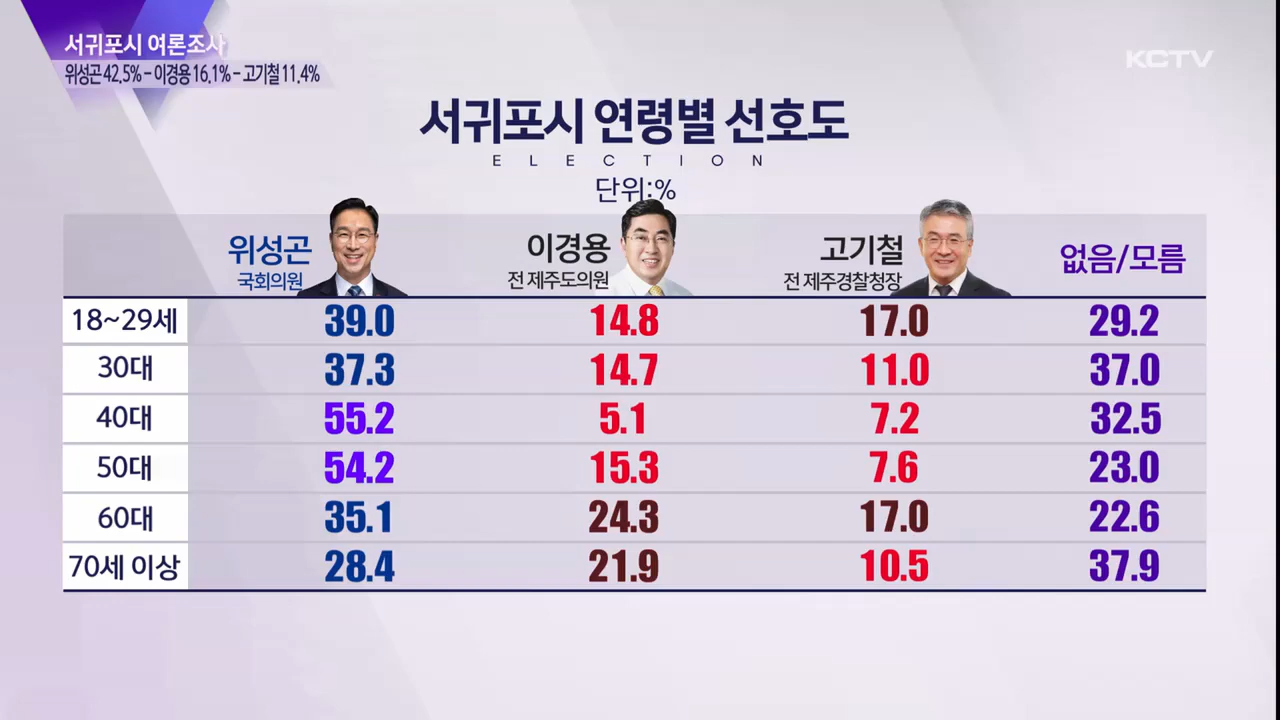 서귀포시 여론조사
위성곤 42.5% – 이경용 16.1% – 고기철 11.4%
KCTV
서귀포시 연령별 선호도
ELECTION
단위:%
위성곤 이경용 고기철 없음/모름
국회의원 전 제주도의원 전 제주경찰청장
18~29세 39.0 14.8 17.0 29.2
30대 37.3 14.7 11.0 37.0
40대 55.2 5.1 7.2 32.5
50대 54.2 15.3 7.6 23.0
60대 35.1 24.3 17.0 22.6
70세 이상 28.4 21.9 10.5 37.9